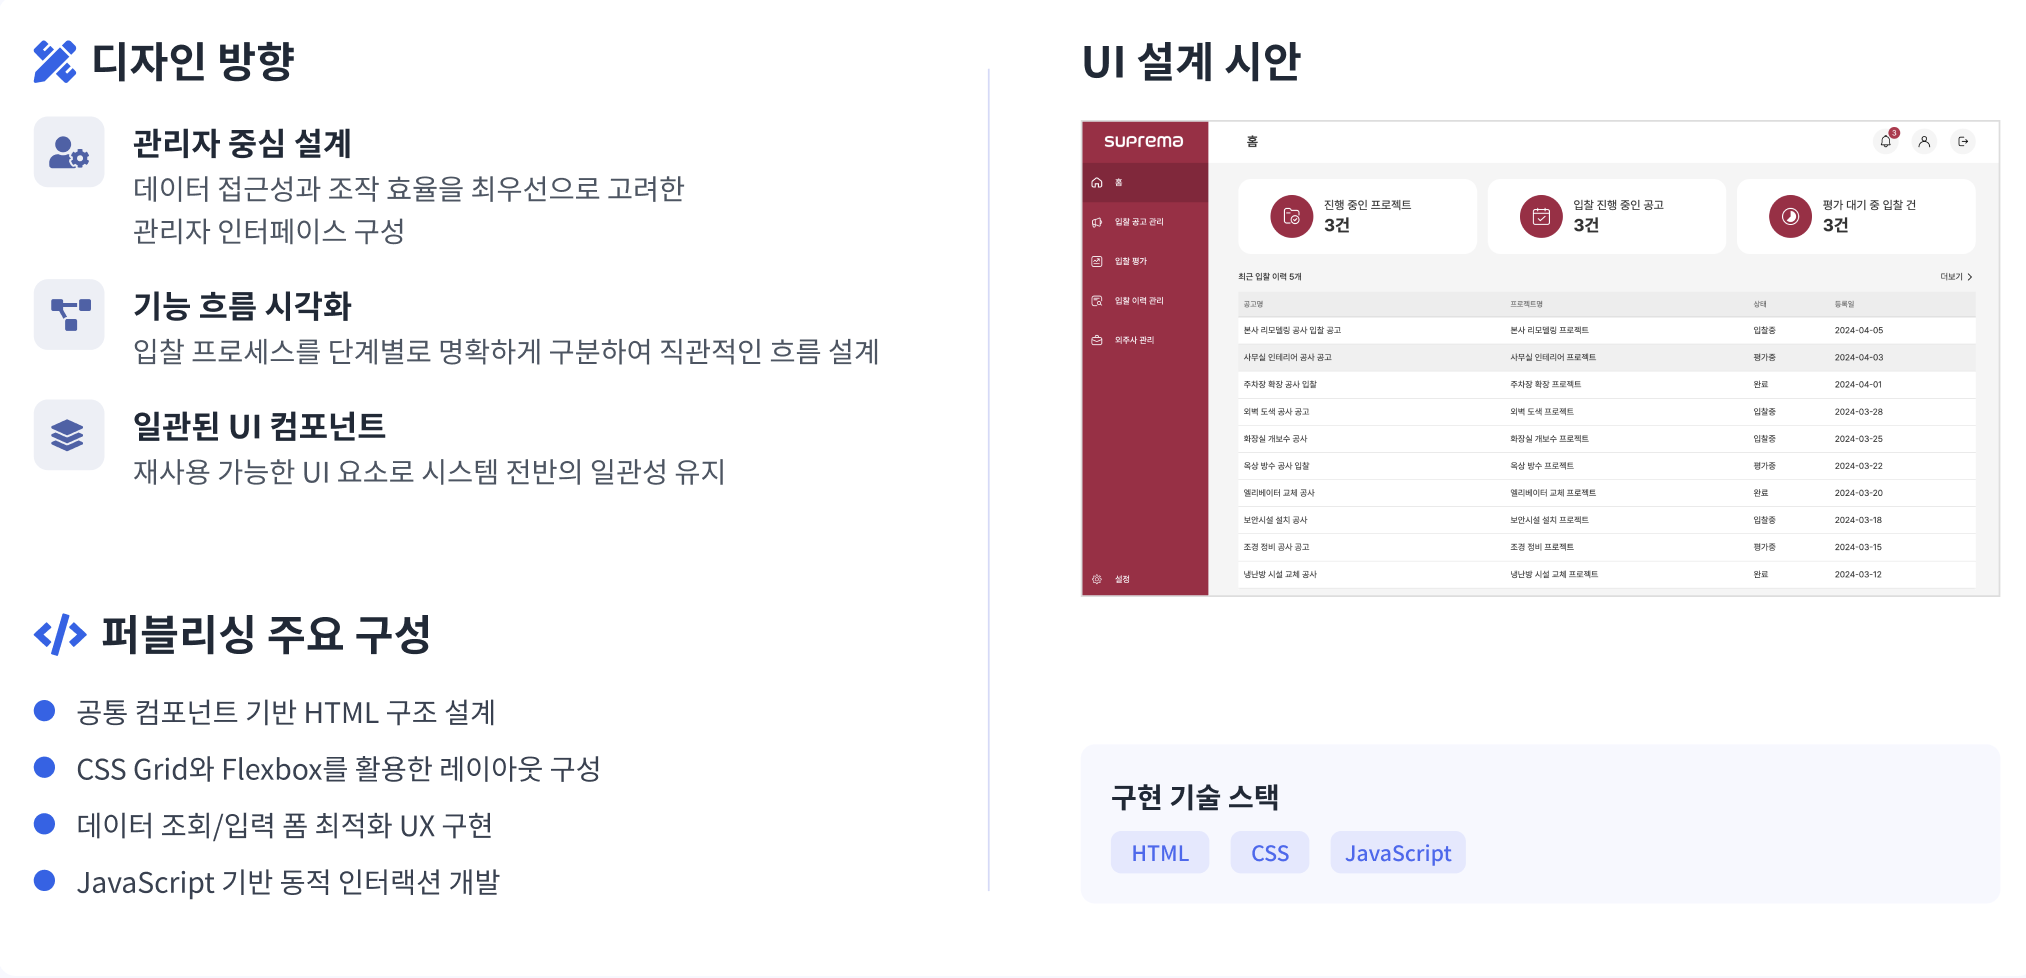 디자인 방향
관리자 중심 설계
데이터 접근성과 조작 효율을 최우선으로 고려한
관리자 인터페이스 구성
기능 흐름 시각화
입찰 프로세스를 단계별로 명확하게 구분하여 직관적인 흐름 설계
일관된 UI 컴포넌트
재사용 가능한 UI 요소로 시스템 전반의 일관성 유지
퍼블리싱 주요 구성
공통 컴포넌트 기반 HTML 구조 설계
CSS Grid와 Flexbox를 활용한 레이아웃 구성
데이터 조회/입력 폼 최적화 UX 구현
JavaScript 기반 동적 인터랙션 개발
UI 설계 시안
suprema
홈
입찰 공고 관리
입찰 평가
입찰 이력 관리
외주사 관리
설정
홈
3
진행 중인 프로젝트
3건
입찰 진행 중인 공고
3건
평가 대기 중 입찰 건
3건
최근 입찰 이력 5개 더보기
공고명 프로젝트명 상태 등록일
본사 리모델링 공사 입찰 공고 본사 리모델링 프로젝트 입찰중 2024-04-05
사무실 인테리어 공사 공고 사무실 인테리어 프로젝트 평가중 2024-04-03
주차장 확장 공사 입찰 주차장 확장 프로젝트 완료 2024-04-01
외벽 도색 공사 공고 외벽 도색 프로젝트 입찰중 2024-03-28
화장실 개보수 공사 화장실 개보수 프로젝트 입찰중 2024-03-25
옥상 방수 공사 입찰 옥상 방수 프로젝트 평가중 2024-03-22
엘리베이터 교체 공사 엘리베이터 교체 프로젝트 완료 2024-03-20
보안시설 설치 공사 보안시설 설치 프로젝트 입찰중 2024-03-18
조경 정비 공사 공고 조경 정비 프로젝트 평가중 2024-03-15
냉난방 시설 교체 공사 냉난방 시설 교체 프로젝트 완료 2024-03-12
구현 기술 스택
HTML CSS JavaScript